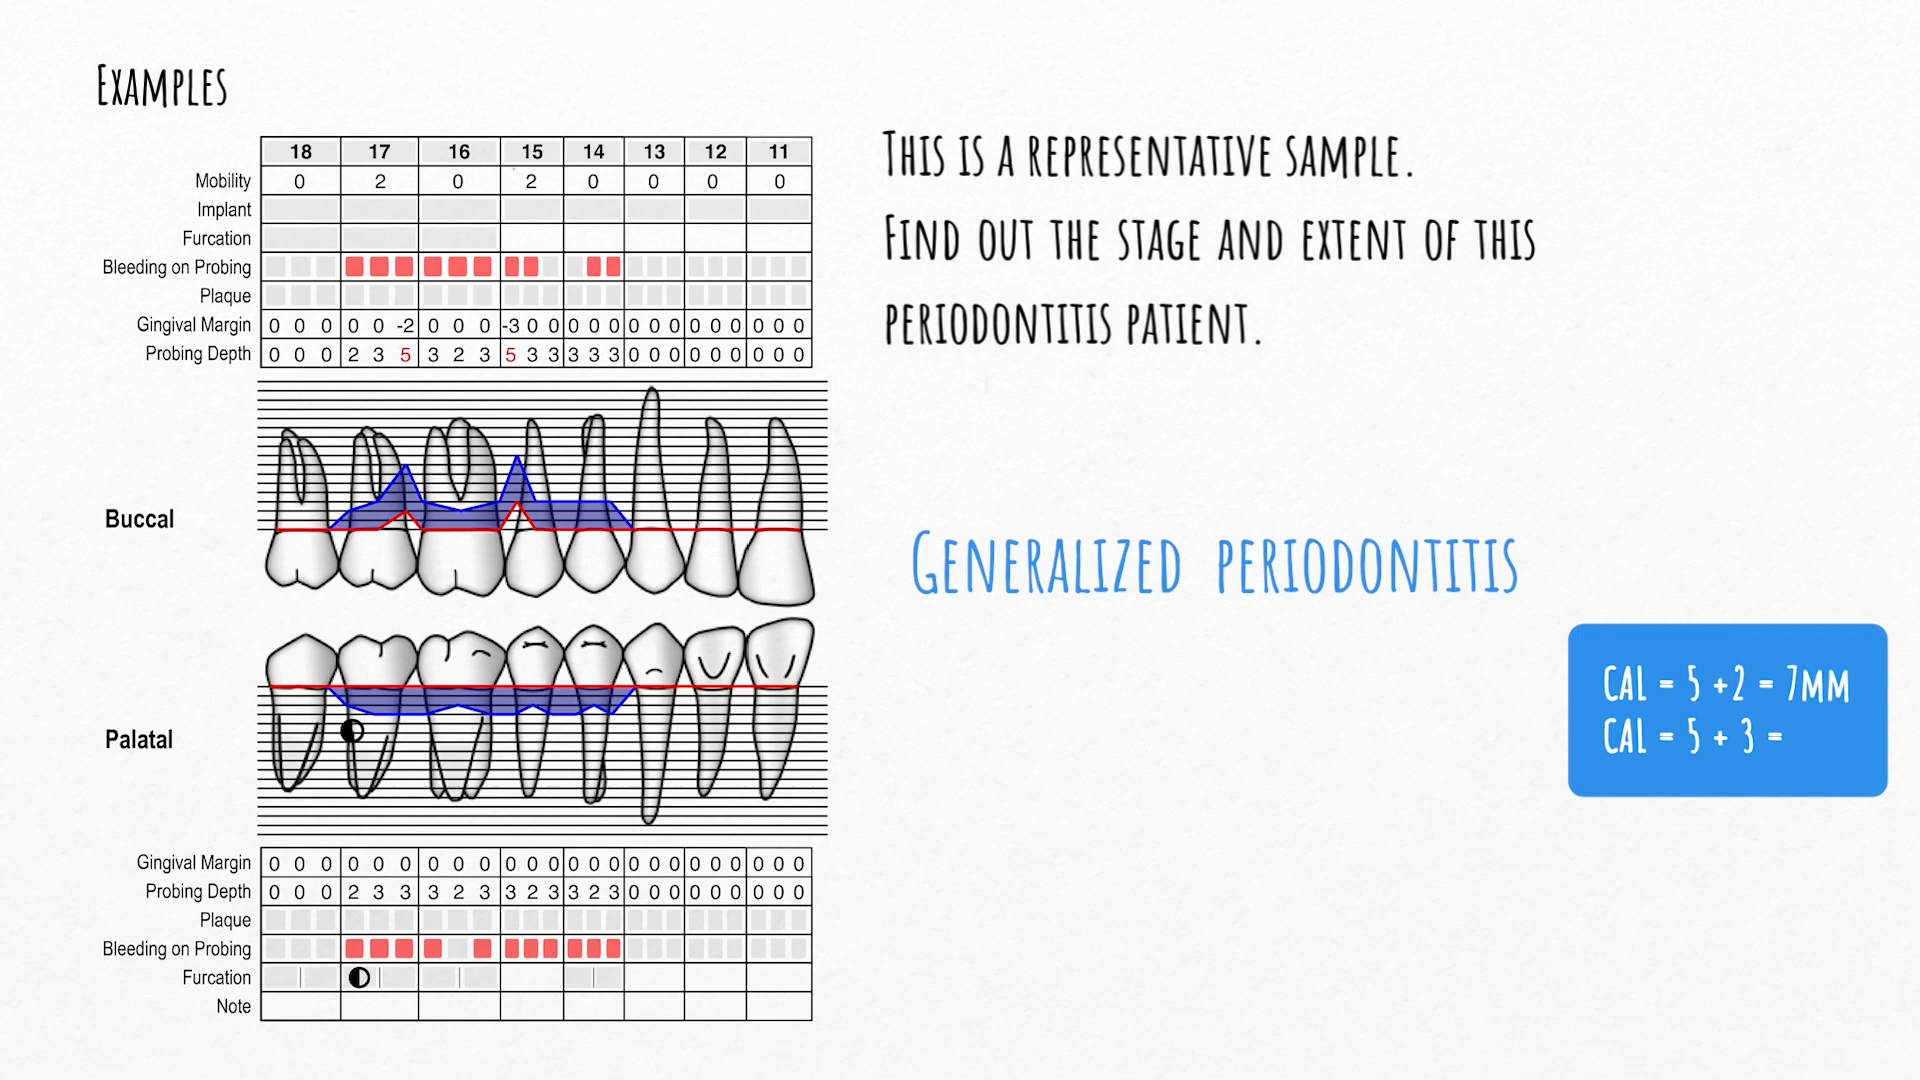 EXAMPLES
18 17 16 15 14 13 12 11
Mobility 0 2 0 2 0 0 0 0
Implant
Furcation
Bleeding on Probing
Plaque
Gingival Margin 0 0 0 0 0 -2 0 0 0 -3 0 0 0 0 0 0 0 0 0 0 0 0 0 0
Probing Depth 0 0 0 2 3 5 3 2 3 5 3 3 3 3 3 0 0 0 0 0 0 0 0 0
Buccal
Palatal
Gingival Margin 0 0 0 0 0 0 0 0 0 0 0 0 0 0 0 0 0 0 0 0 0 0 0 0
Probing Depth 0 0 0 2 3 3 3 2 3 3 2 3 3 2 3 0 0 0 0 0 0 0 0 0
Plaque
Bleeding on Probing
Furcation
Note
THIS IS A REPRESENTATIVE SAMPLE.
FIND OUT THE STAGE AND EXTENT OF THIS
PERIODONTITIS PATIENT.
GENERALIZED PERIODONTITIS
CAL = 5 +2 = 7MM
CAL = 5 + 3 =